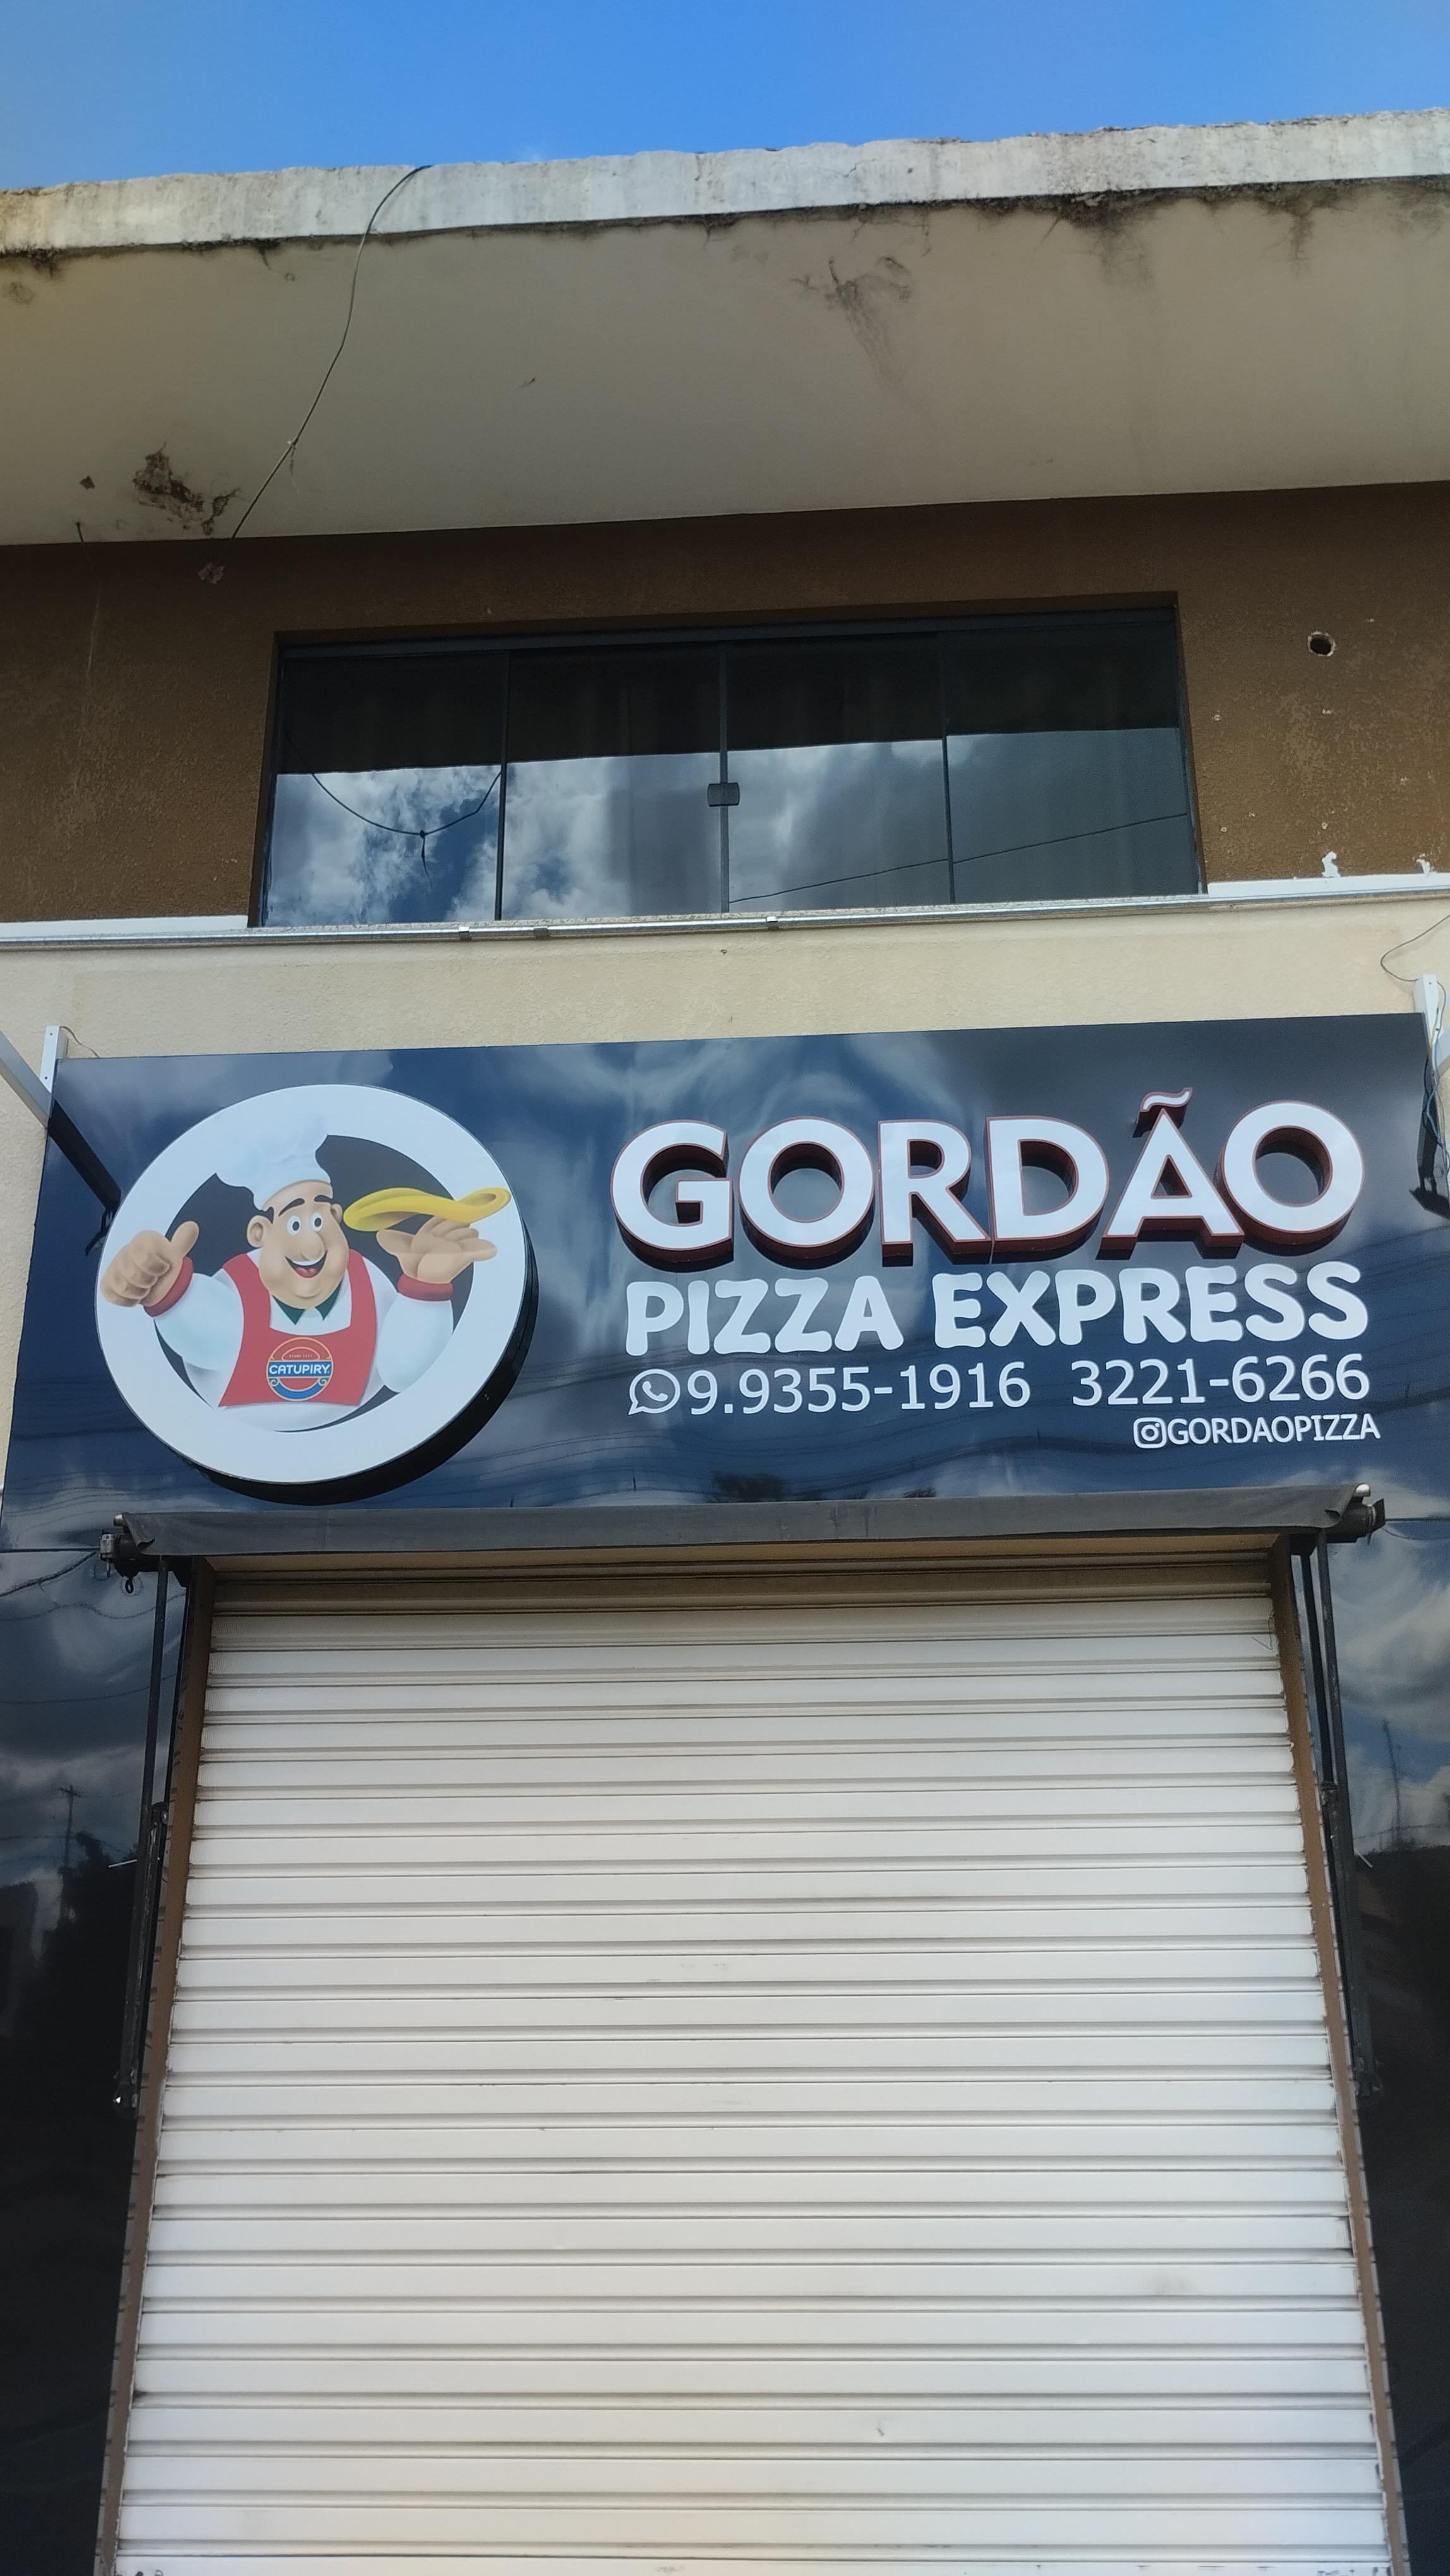 GORDÃO
PIZZA EXPRESS
9.9355-1916 3221-6266
GORDAOPIZZA
CATUPIRY